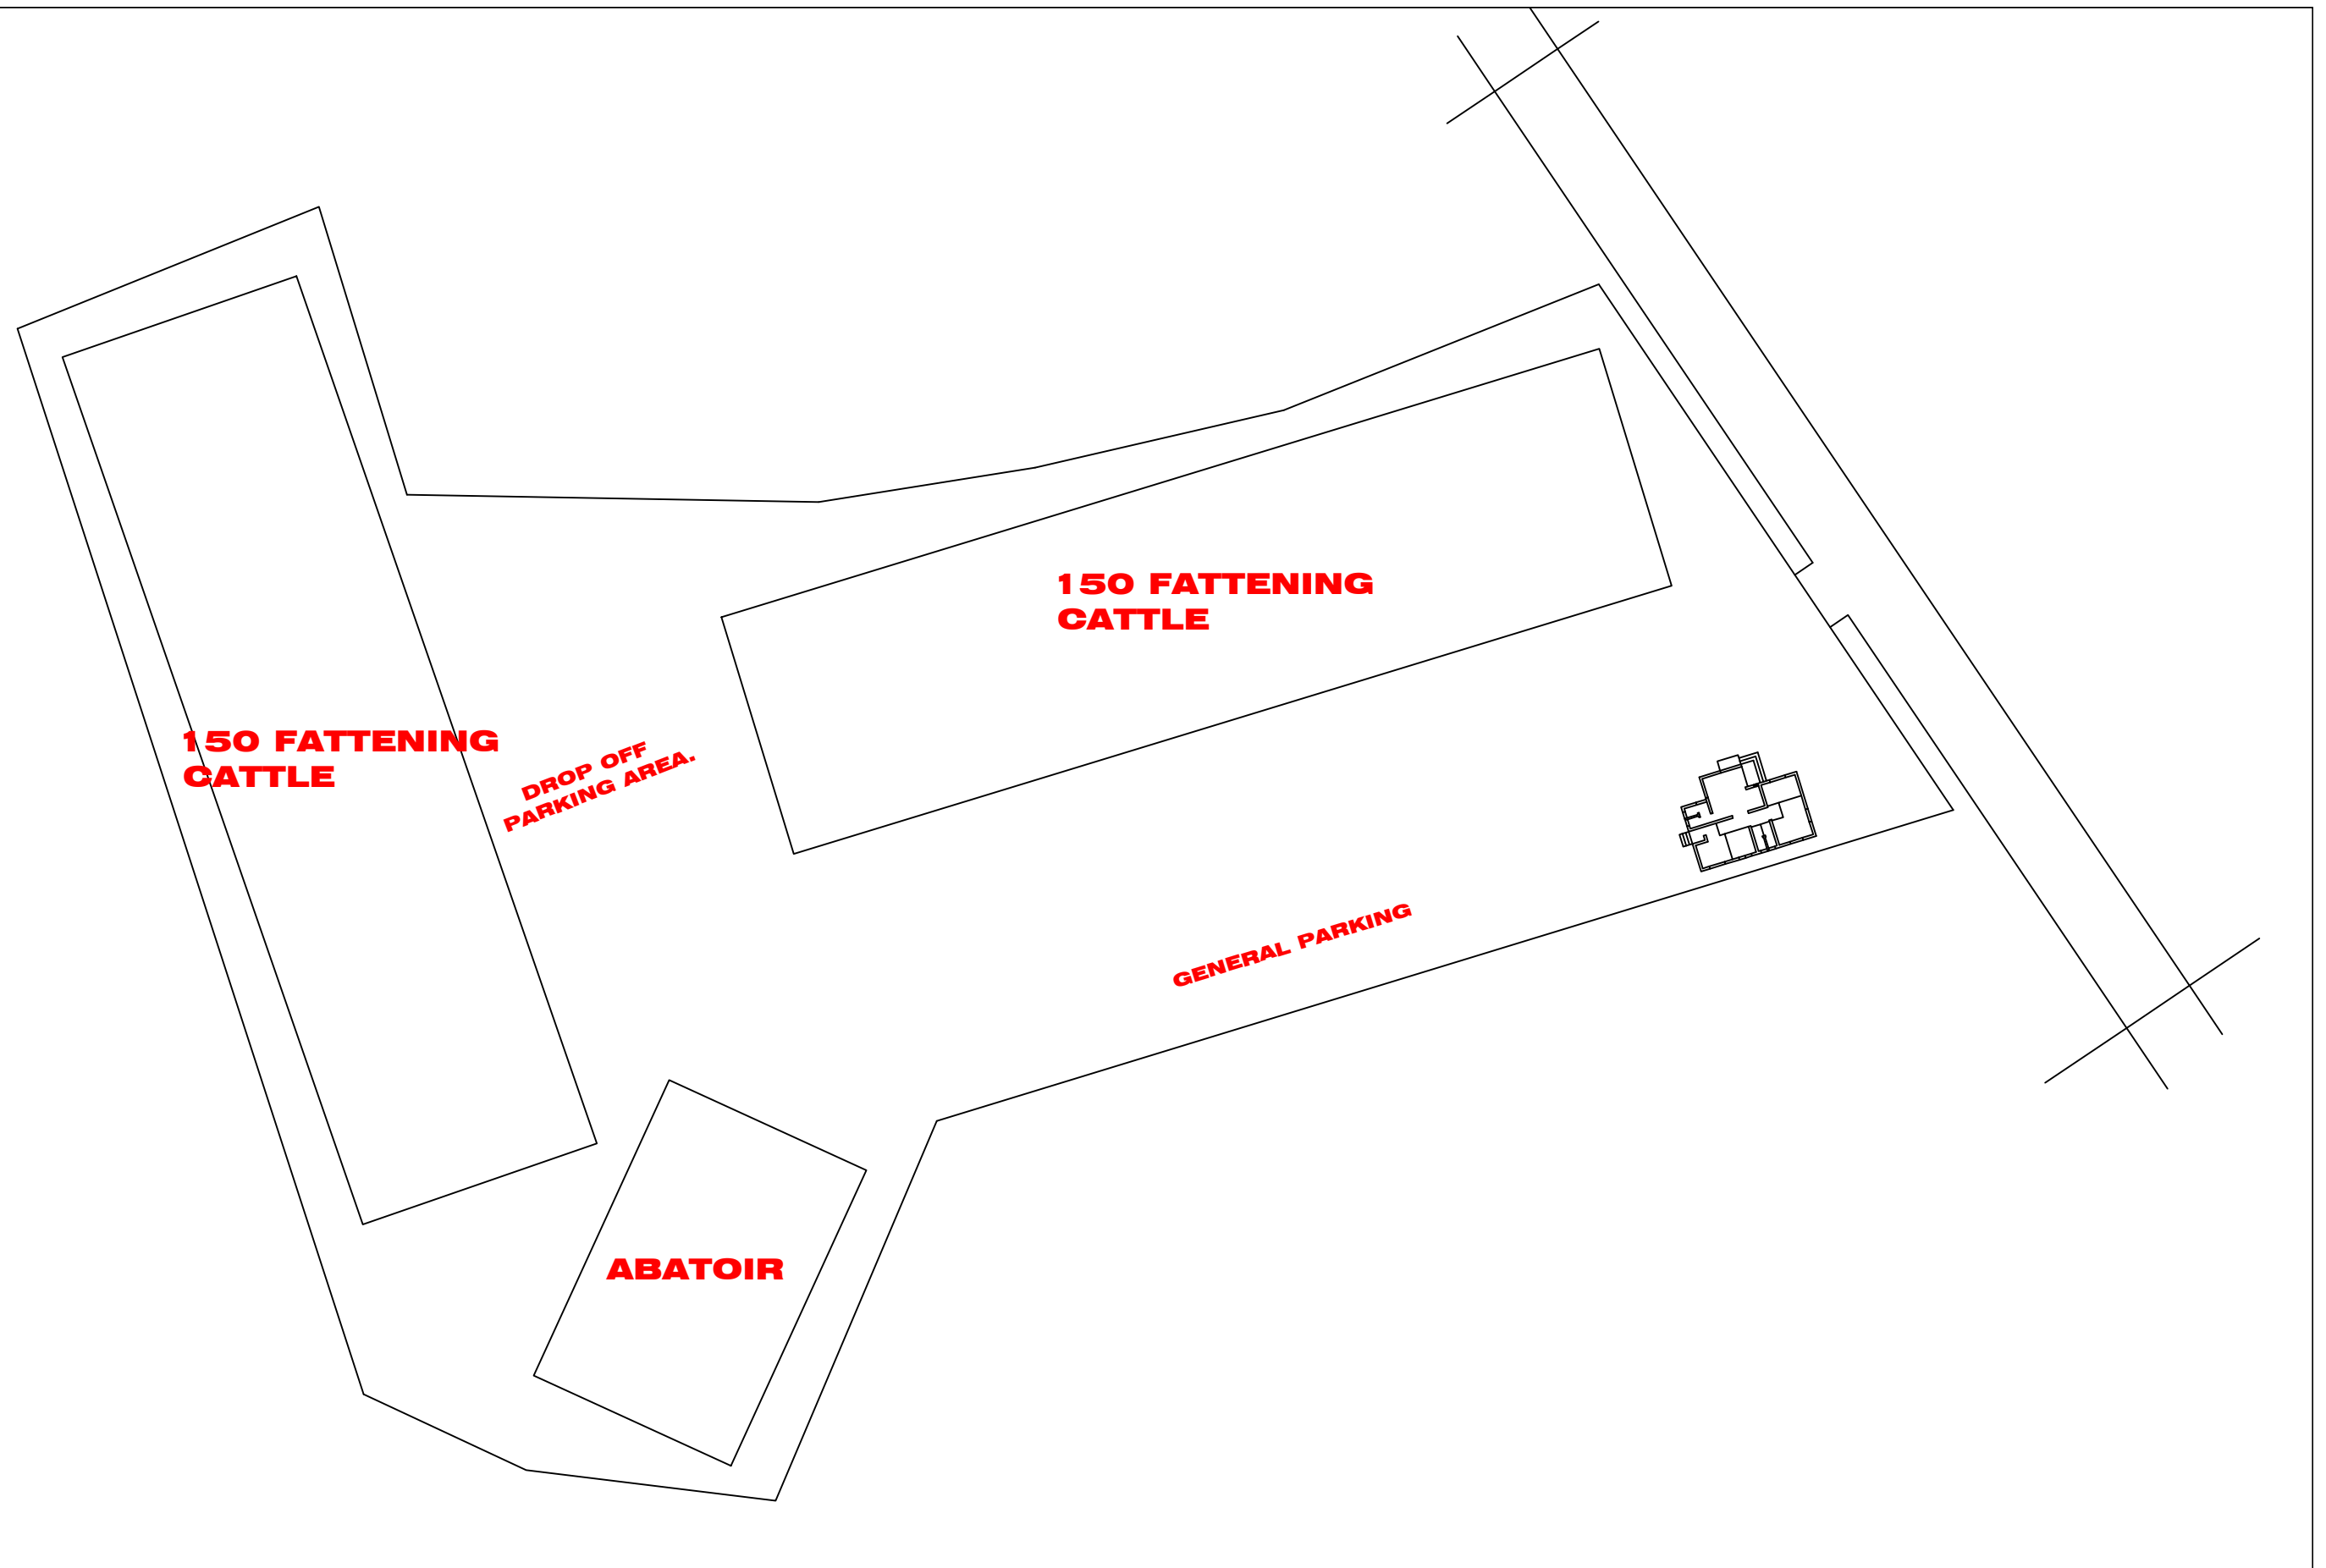 150 FATTENING
CATTLE
150 FATTENING
CATTLE
DROP OFF
PARKING AREA.
GENERAL PARKING
ABATOIR